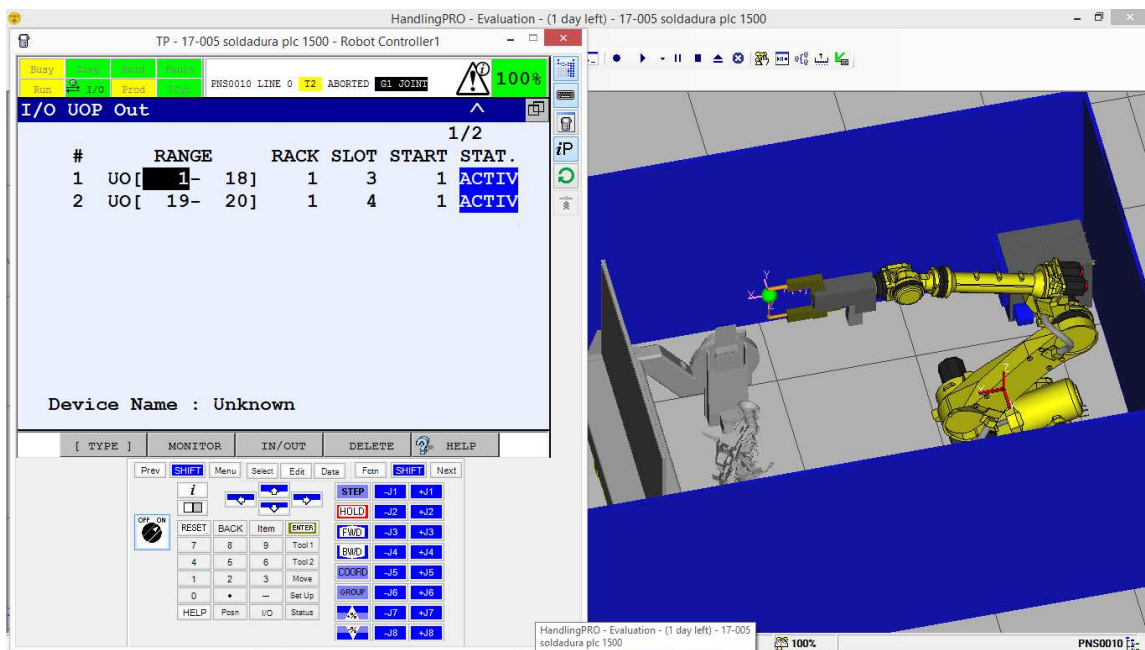 HandlingPRO - Evaluation - (1 day left) - 17-005 soldadura plc 1500
TP - 17-005 soldadura plc 1500 - Robot Controller1
Busy Step Hold Fault
Run I/O Prod
PNS0010 LINE 0 T2 ABORTED G1 JOINT
100%
I/O UOP Out
1/2
# RANGE RACK SLOT START STAT.
1 UO[ 1- 18] 1 3 1 ACTIV
2 UO[ 19- 20] 1 4 1 ACTIV
Device Name : Unknown
[ TYPE ] MONITOR IN/OUT DELETE HELP
iP
Prev SHIFT Menu Select Edit Data Fctn SHIFT Next
i STEP -J1 +J1
HOLD -J2 +J2
OFF ON RESET BACK Item ENTER FWD -J3 +J3
7 8 9 Tool1 BWD -J4 +J4
4 5 6 Tool2
1 2 3 Move COORD -J5 +J5
0 • — Set Up GROUP -J6 +J6
HELP Posn I/O Status +% -J7 +J7
-% -J8 +J8
HandlingPRO - Evaluation - (1 day left) - 17-005
soldadura plc 1500
100%
PNS0010